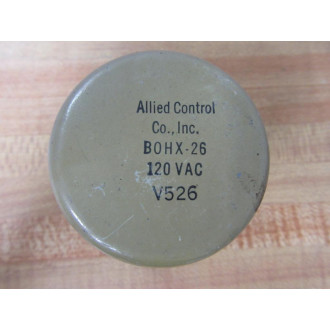 Allied Control
Co., Inc.
BOHX-26
120 VAC
V526